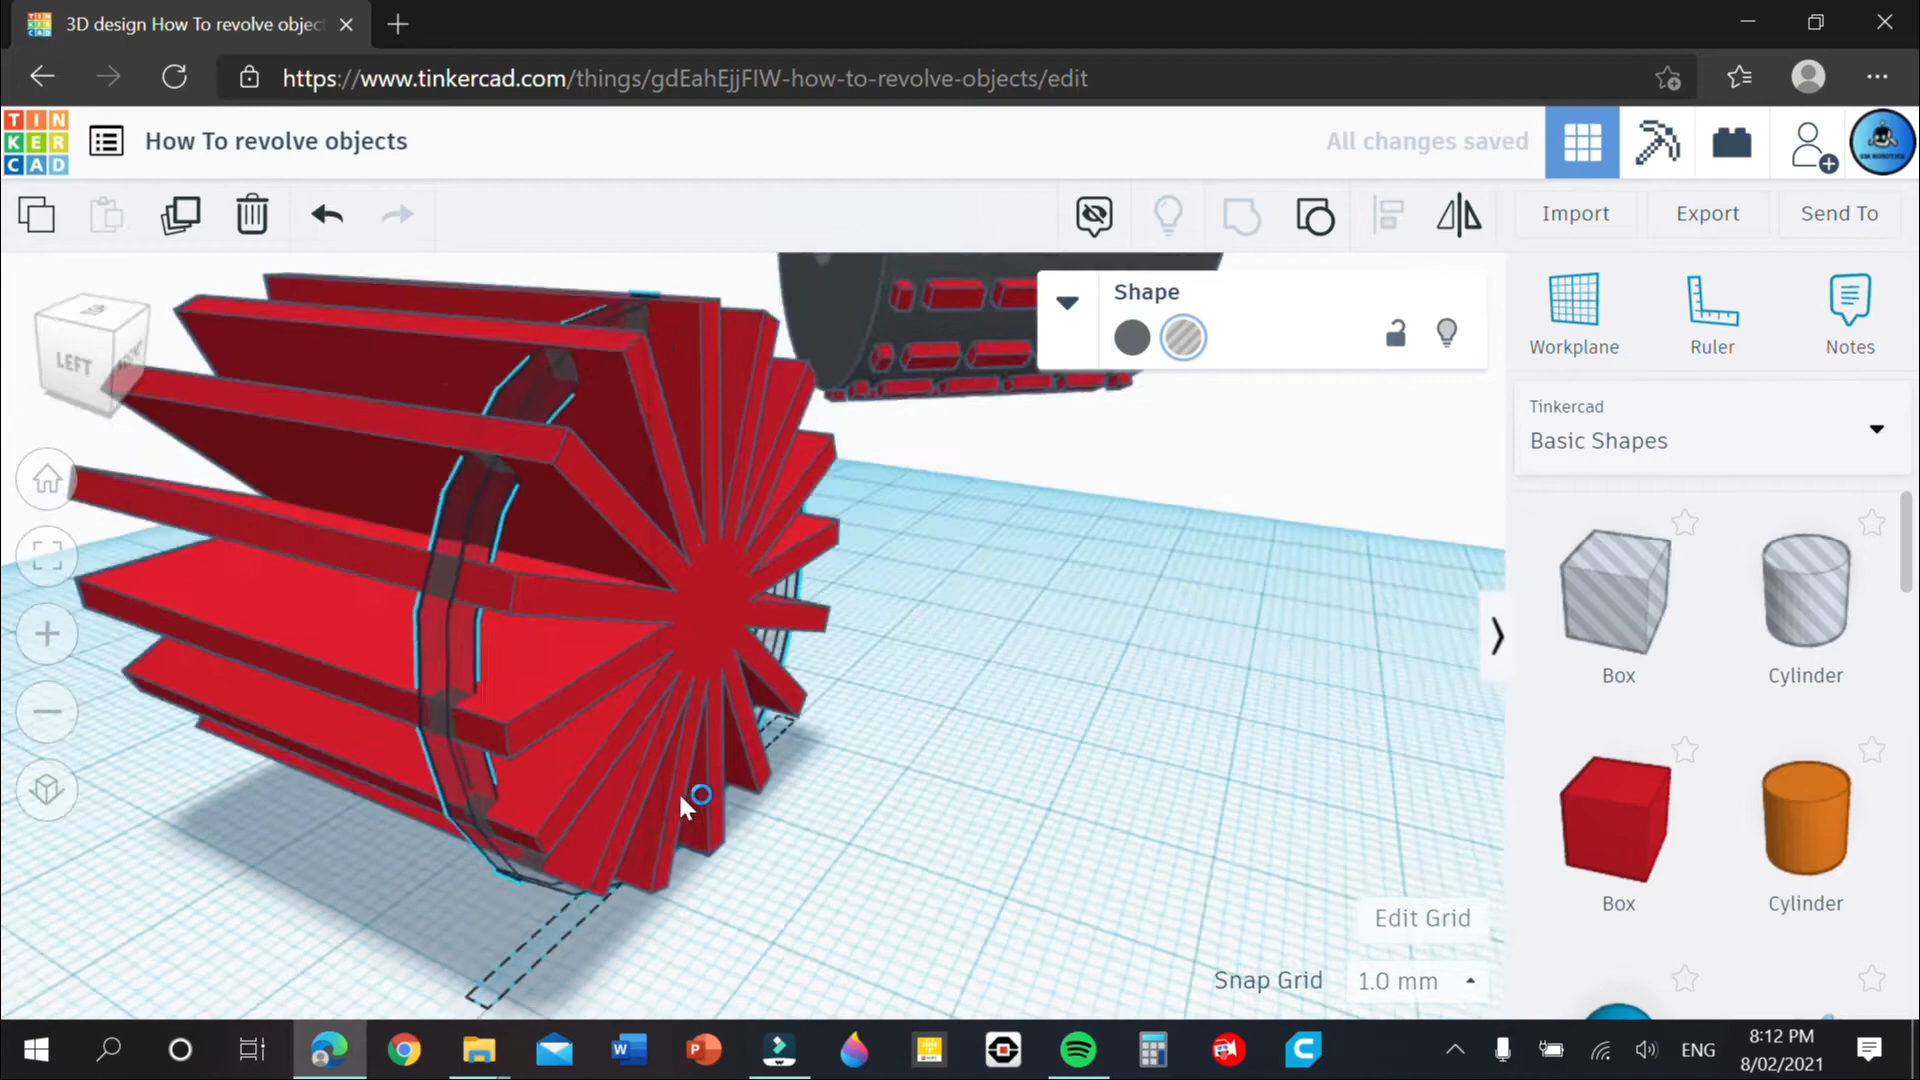 3D design How To revolve objec
https://www.tinkercad.com/things/gdEahEjjFIW-how-to-revolve-objects/edit
TIN
KER
CAD
How To revolve objects
All changes saved
Import
Export
Send To
Shape
LEFT
Workplane
Ruler
Notes
Tinkercad
Basic Shapes
Box
Cylinder
Box
Cylinder
Edit Grid
Snap Grid
1.0 mm
ENG
8:12 PM
8/02/2021